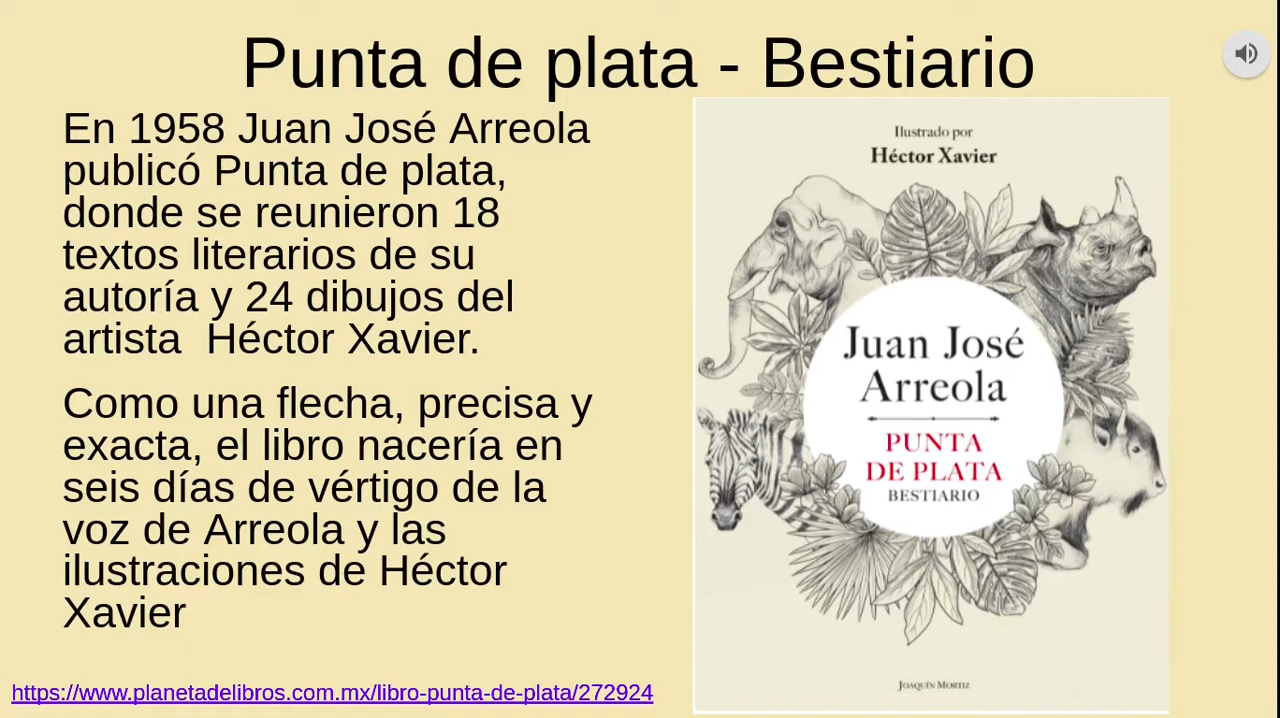 Punta de plata - Bestiario
En 1958 Juan José Arreola
publicó Punta de plata,
donde se reunieron 18
textos literarios de su
autoría y 24 dibujos del
artista  Héctor Xavier.
Como una flecha, precisa y
exacta, el libro nacería en
seis días de vértigo de la
voz de Arreola y las
ilustraciones de Héctor
Xavier
https://www.planetadelibros.com.mx/libro-punta-de-plata/272924
Ilustrado por
Héctor Xavier
Juan José
Arreola
PUNTA
DE PLATA
BESTIARIO
JOAQUÍN MORTIZ